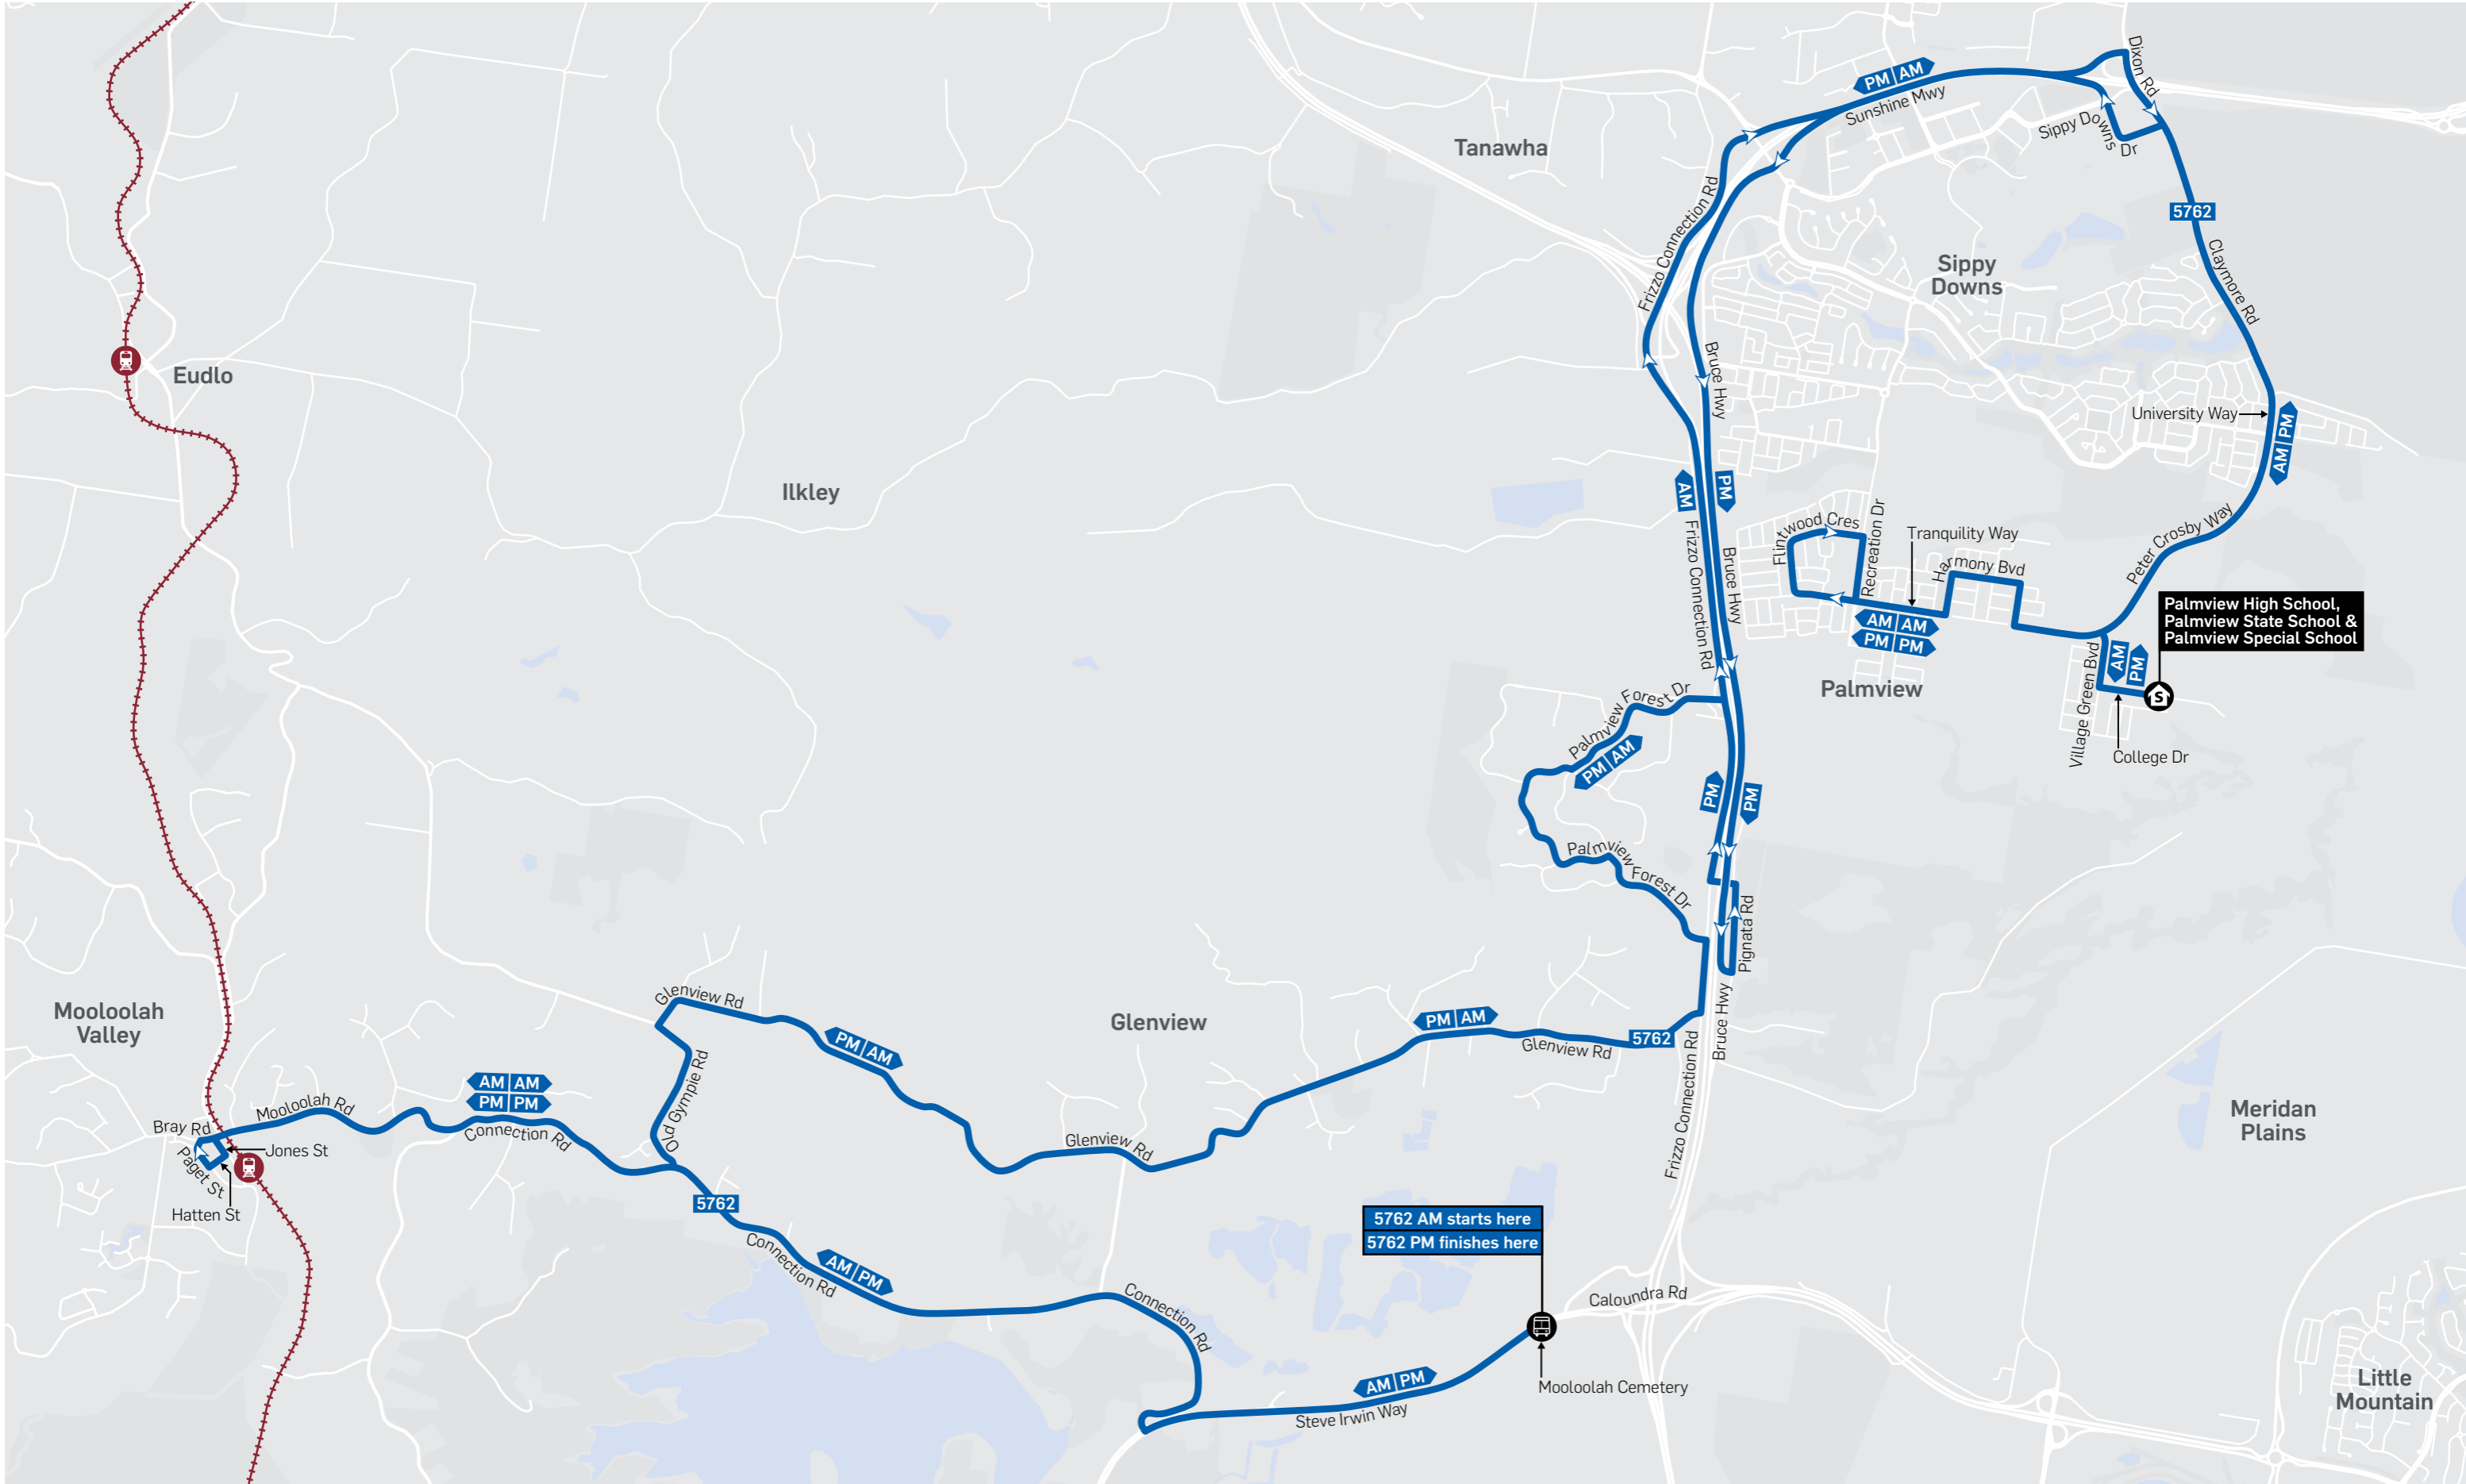 Dixon Rd
PM AM
Sunshine Mwy
Sippy Downs Dr
Tanawha
Frizzo Connection Rd
5762
Claymore Rd
Sippy
Downs
Eudlo
Bruce Hwy
University Way
AM PM
Ilkley
AM
PM
Frizzo Connection Rd
Bruce Hwy
Flintwood Cres
Recreation Dr
Tranquility Way
Harmony Bvd
Peter Crosby Way
AM AM
PM PM
Palmview High School,
Palmview State School &
Palmview Special School
Palmview
Village Green Bvd
AM
PM
S
College Dr
Palmview Forest Dr
PM AM
PM
PM
Palmview
Forest Dr
Pignata Rd
Mooloolah
Valley
Glenview Rd
PM AM
Glenview
PM AM
Glenview Rd
5762
Bruce Hwy
Frizzo Connection Rd
AM AM
PM PM
Bray Rd
Mooloolah Rd
Connection Rd
Old Gympie Rd
Glenview Rd
Jones St
Paget St
Hatten St
5762
Connection Rd
AM PM
Connection Rd
5762 AM starts here
5762 PM finishes here
Caloundra Rd
Mooloolah Cemetery
AM PM
Steve Irwin Way
Meridan
Plains
Little
Mountain